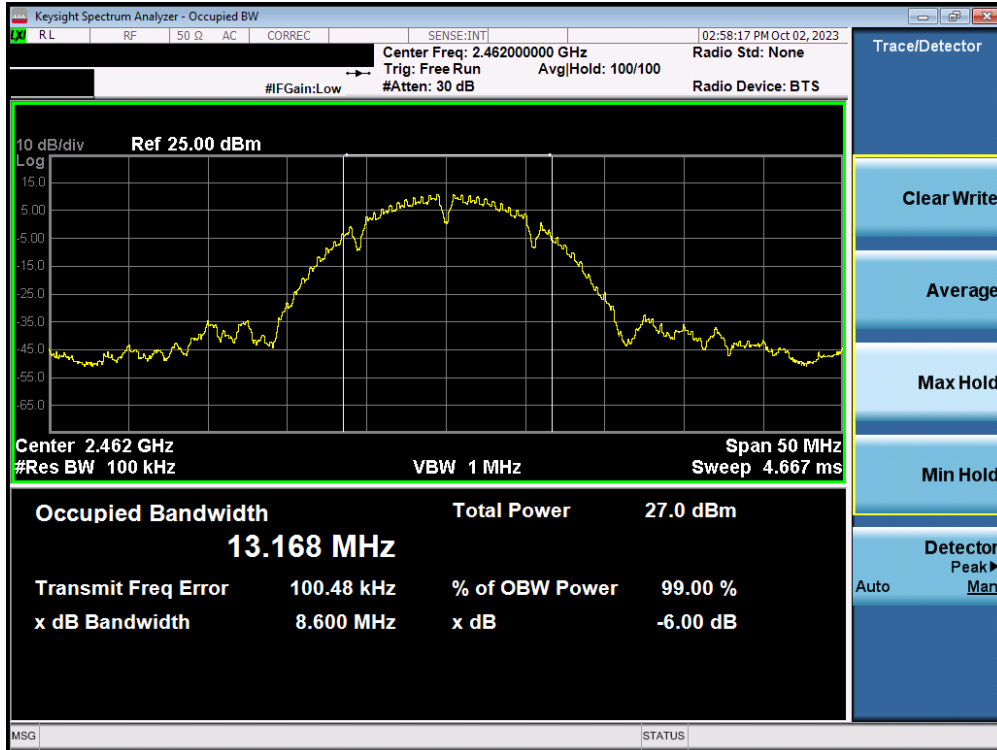 Keysight Spectrum Analyzer - Occupied BW
LXI RL RF 50 Ω AC CORREC SENSE:INT 02:58:17 PM Oct 02, 2023
Center Freq: 2.462000000 GHz Radio Std: None
Trig: Free Run Avg|Hold: 100/100
#IFGain:Low #Atten: 30 dB Radio Device: BTS
Trace/Detector
10 dB/div Ref 25.00 dBm
Log
15.0
5.00
-5.00
-15.0
-25.0
-35.0
-45.0
-55.0
-65.0
Center 2.462 GHz Span 50 MHz
#Res BW 100 kHz VBW 1 MHz Sweep 4.667 ms
Occupied Bandwidth Total Power 27.0 dBm
13.168 MHz
Transmit Freq Error 100.48 kHz % of OBW Power 99.00 %
x dB Bandwidth 8.600 MHz x dB -6.00 dB
Clear Write
Average
Max Hold
Min Hold
Detector
Peak▶
Auto Man
MSG STATUS